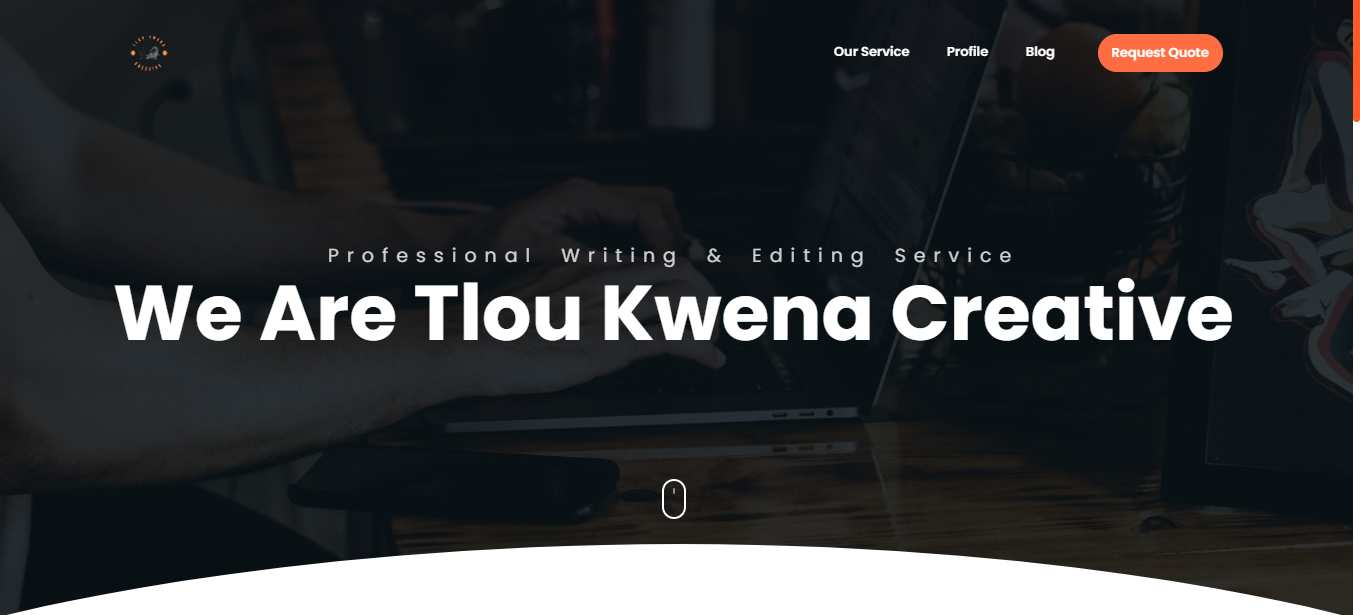 Our Service
Profile
Blog
Request Quote
Professional Writing & Editing Service
We Are Tlou Kwena Creative